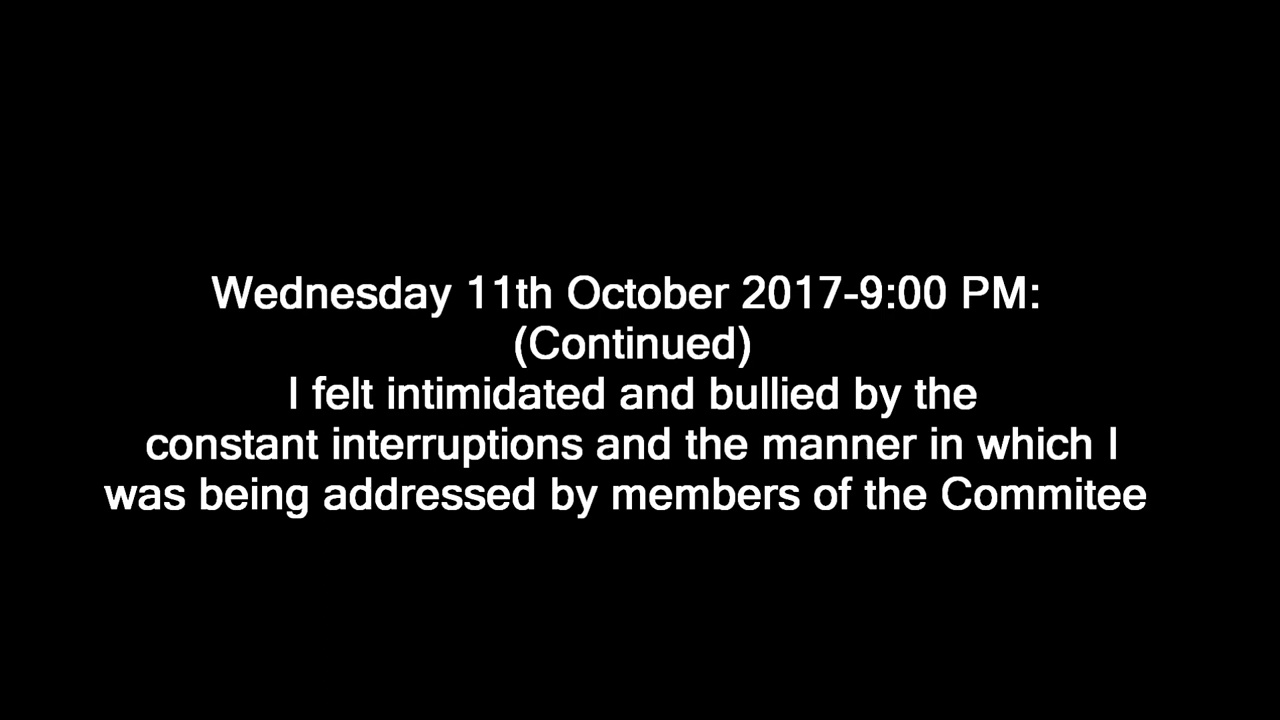 Wednesday 11th October 2017-9:00 PM:
(Continued)
I felt intimidated and bullied by the
constant interruptions and the manner in which I
was being addressed by members of the Commitee